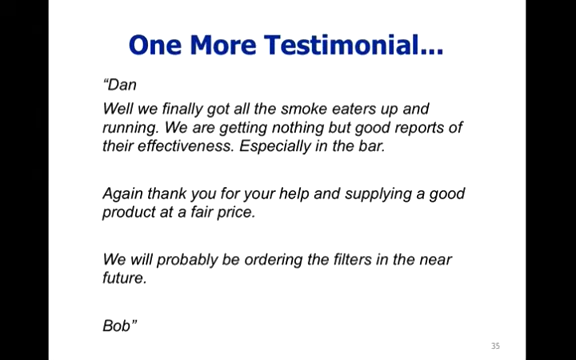 One More Testimonial...
“Dan
Well we finally got all the smoke eaters up and
running. We are getting nothing but good reports of
their effectiveness. Especially in the bar.
Again thank you for your help and supplying a good
product at a fair price.
We will probably be ordering the filters in the near
future.
Bob”
35